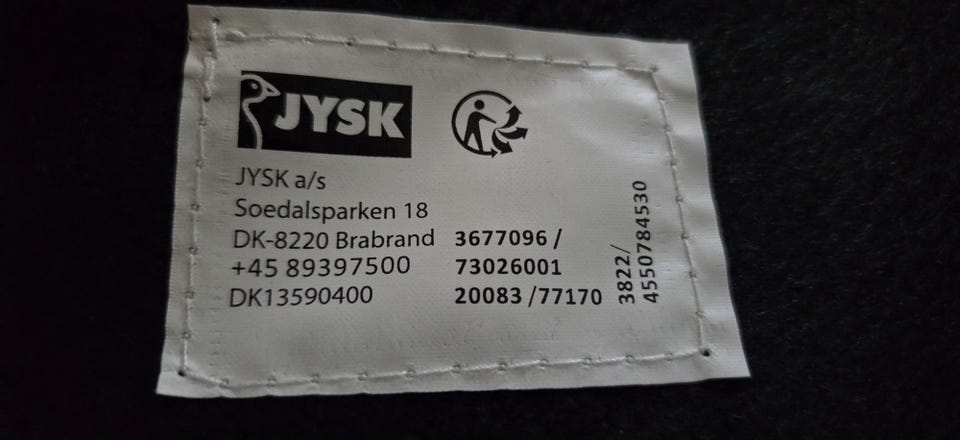 JYSK
JYSK a/s
Soedalsparken 18
DK-8220 Brabrand
+45 89397500
DK13590400
3677096 /
73026001
20083 /77170
3822/
4550784530